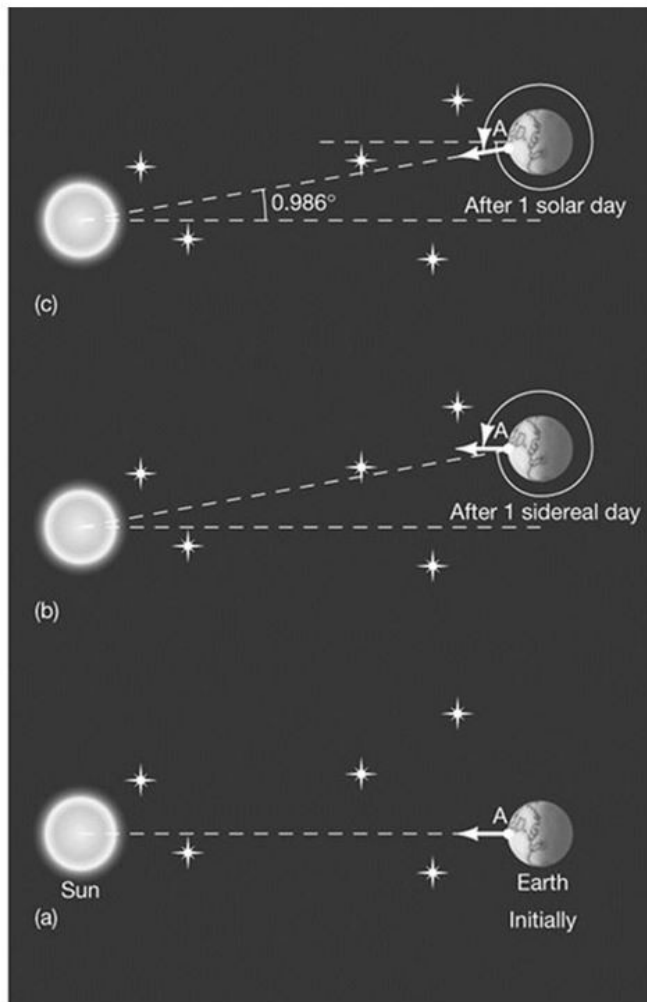 A
0.986°
After 1 solar day
(c)
A
After 1 sidereal day
(b)
A
Sun
Earth
(a)
Initially